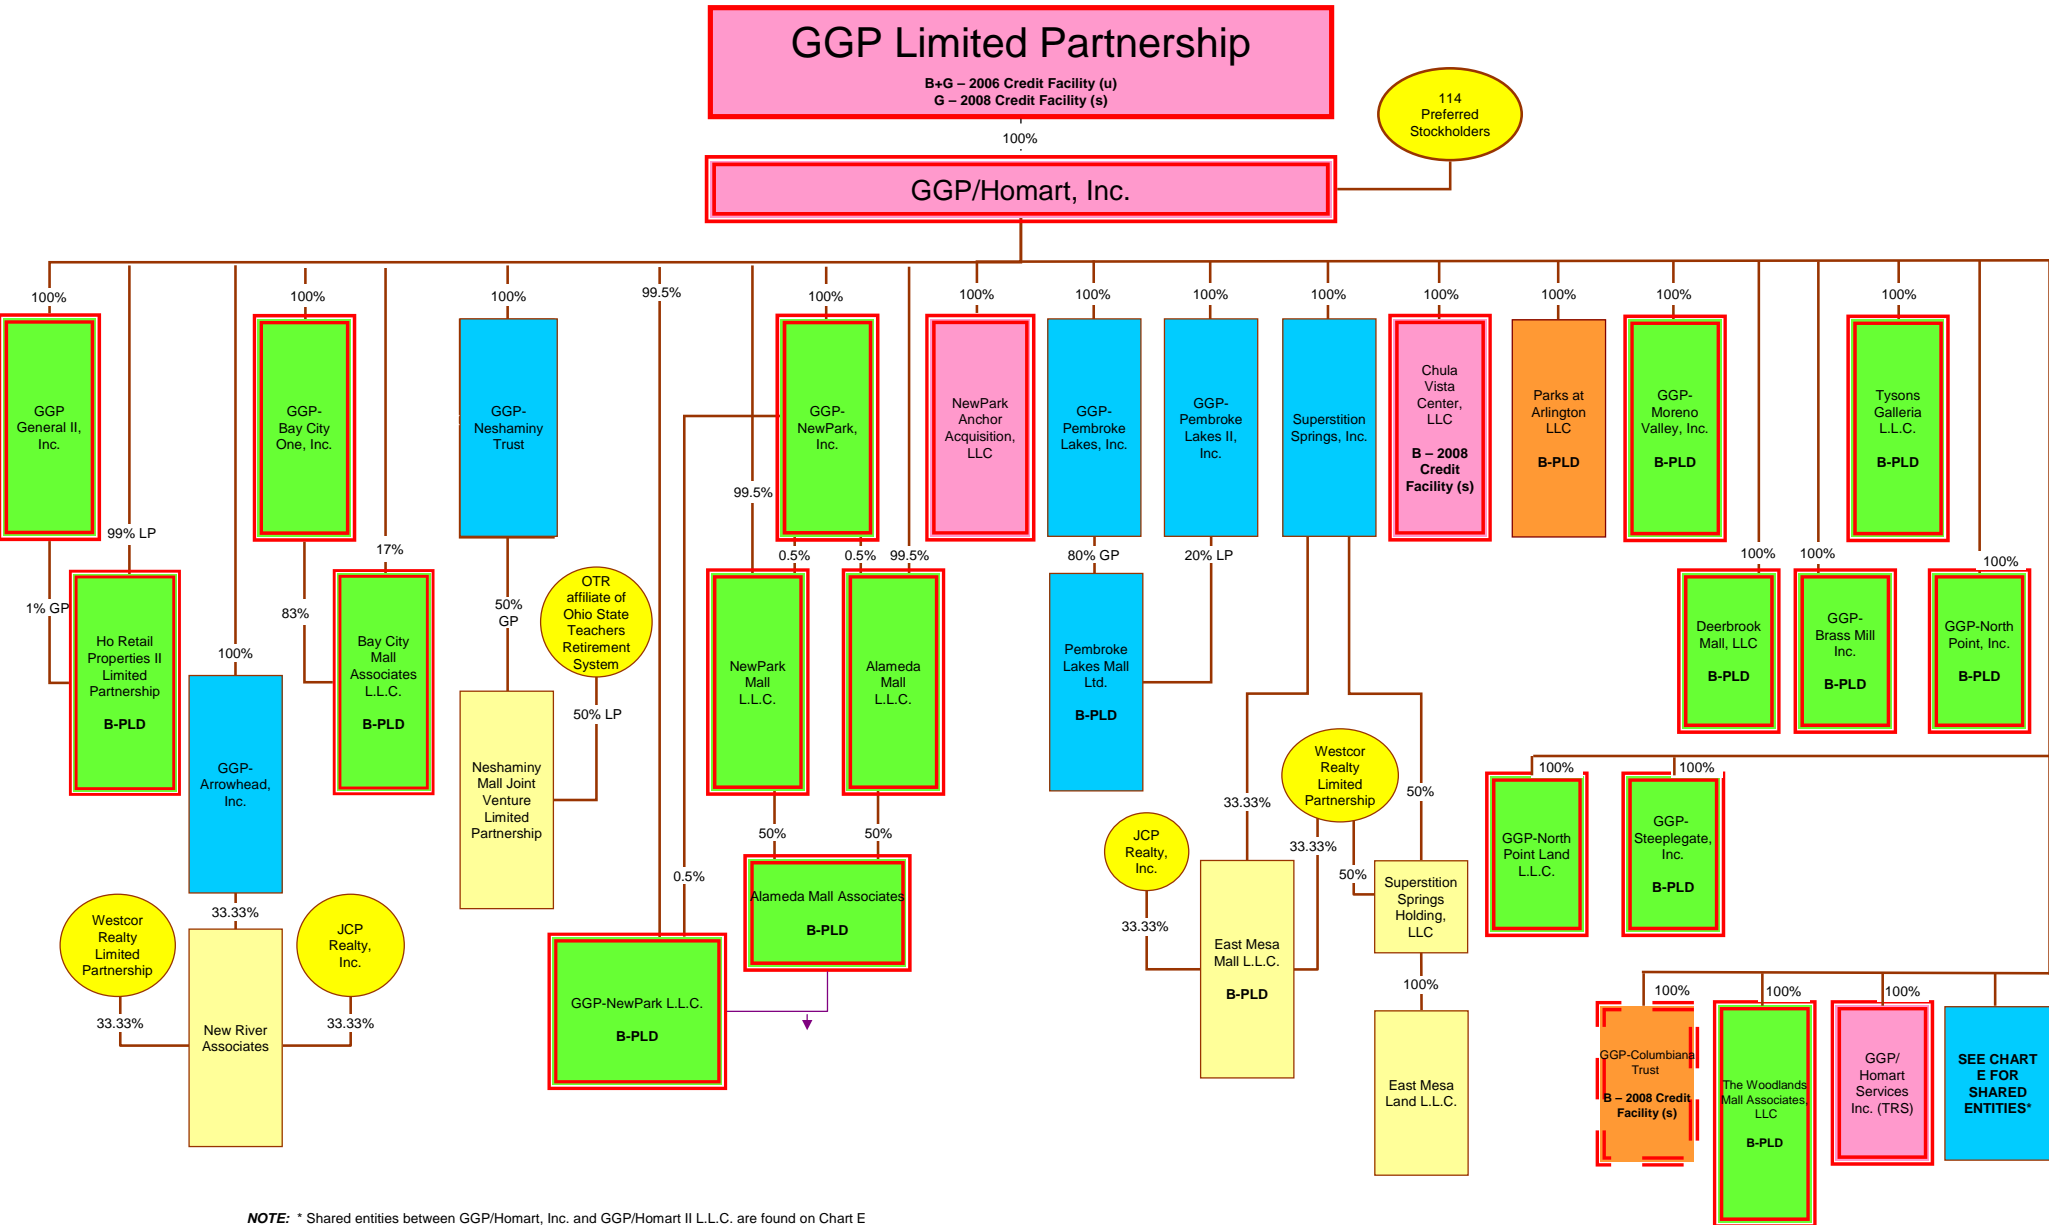 GGP Limited Partnership
B+G – 2006 Credit Facility (u)
G – 2008 Credit Facility (s)
114
Preferred
Stockholders
100%
GGP/Homart, Inc.
100%
100%
100%
99.5%
100%
100%
100%
100%
100%
100%
100%
100%
100%
GGP
General II,
Inc.
GGP-
Bay City
One, Inc.
GGP-
Neshaminy
Trust
GGP-
NewPark,
Inc.
NewPark
Anchor
Acquisition,
LLC
GGP-
Pembroke
Lakes, Inc.
GGP-
Pembroke
Lakes II,
Inc.
Superstition
Springs, Inc.
Chula
Vista
Center,
LLC
B – 2008
Credit
Facility (s)
Parks at
Arlington
LLC
B-PLD
GGP-
Moreno
Valley, Inc.
B-PLD
Tysons
Galleria
L.L.C.
B-PLD
99.5%
99% LP
17%
0.5%
0.5%
99.5%
80% GP
20% LP
100%
100%
100%
1% GP
83%
50%
GP
OTR
affiliate of
Ohio State
Teachers
Retirement
System
Ho Retail
Properties II
Limited
Partnership
B-PLD
100%
Bay City
Mall
Associates
L.L.C.
B-PLD
50% LP
NewPark
Mall
L.L.C.
Alameda
Mall
L.L.C.
Pembroke
Lakes Mall
Ltd.
B-PLD
Deerbrook
Mall, LLC
B-PLD
GGP-
Brass Mill
Inc.
B-PLD
GGP-North
Point, Inc.
B-PLD
GGP-
Arrowhead,
Inc.
Neshaminy
Mall Joint
Venture
Limited
Partnership
Westcor
Realty
Limited
Partnership
33.33%
50%
100%
100%
50%
50%
JCP
Realty,
Inc.
33.33%
50%
GGP-North
Point Land
L.L.C.
GGP-
Steeplegate,
Inc.
B-PLD
0.5%
Alameda Mall Associates
B-PLD
Superstition
Springs
Holding,
LLC
33.33%
33.33%
Westcor
Realty
Limited
Partnership
JCP
Realty,
Inc.
East Mesa
Mall L.L.C.
B-PLD
100%
100%
100%
100%
GGP-NewPark L.L.C.
B-PLD
33.33%
33.33%
New River
Associates
East Mesa
Land L.L.C.
GGP-Columbiana
Trust
B – 2008 Credit
Facility (s)
The Woodlands
Mall Associates,
LLC
B-PLD
GGP/
Homart
Services
Inc. (TRS)
SEE CHART
E FOR
SHARED
ENTITIES*
NOTE: * Shared entities between GGP/Homart, Inc. and GGP/Homart II L.L.C. are found on Chart E